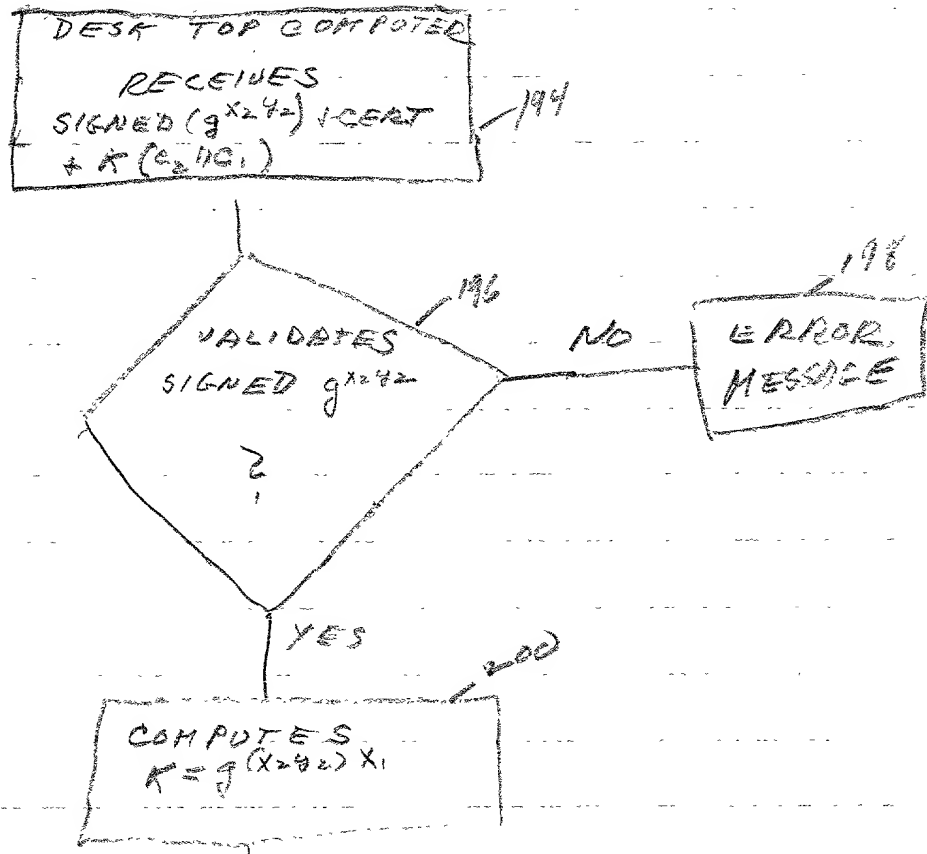 DESK TOP COMPUTER
RECEIVES
SIGNED (g^x2y2) + CERT
+ K (C2 || C1)
194
VALIDATES
SIGNED g^x2y2
?
196
NO
198
ERROR
MESSAGE
YES
200
COMPUTES
K = g^(x2y2) x1